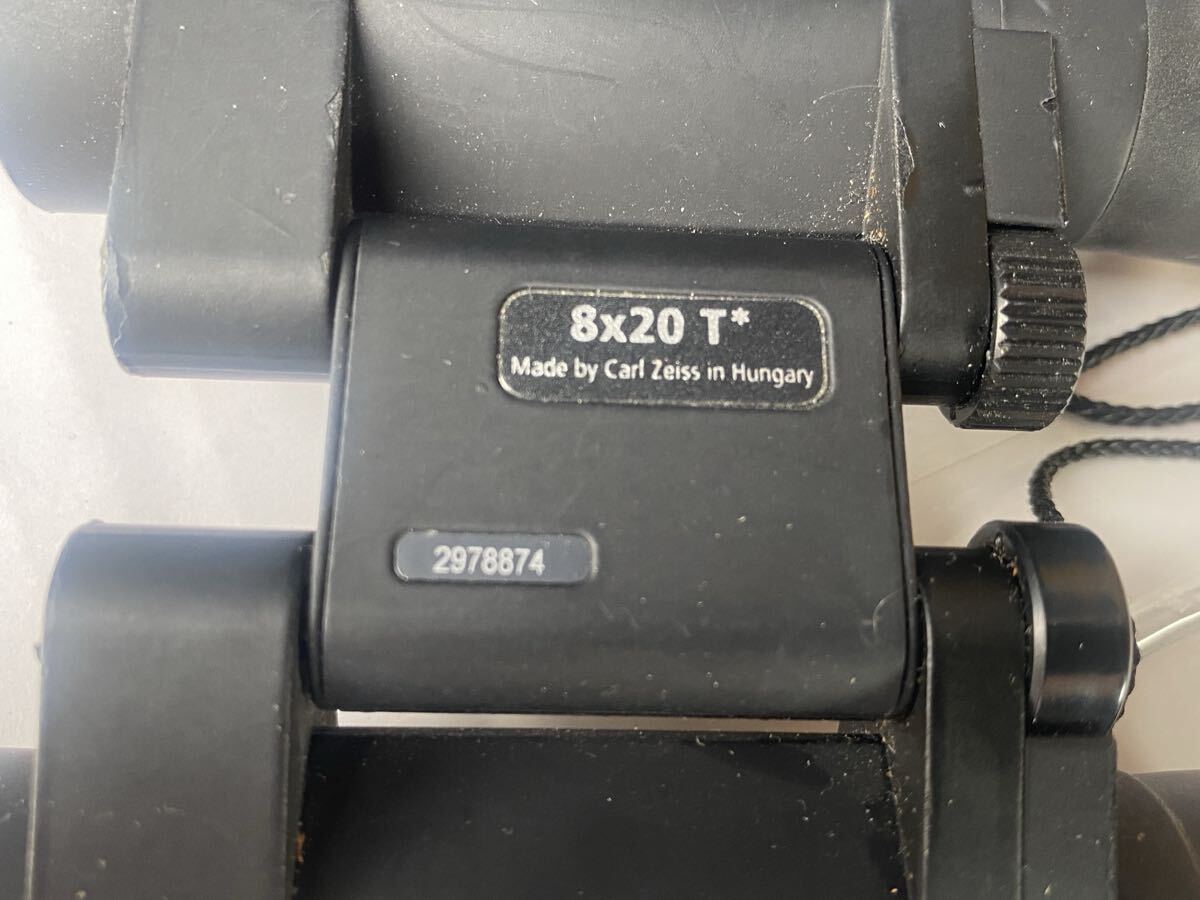 8x20 T*
Made by Carl Zeiss in Hungary
2978874